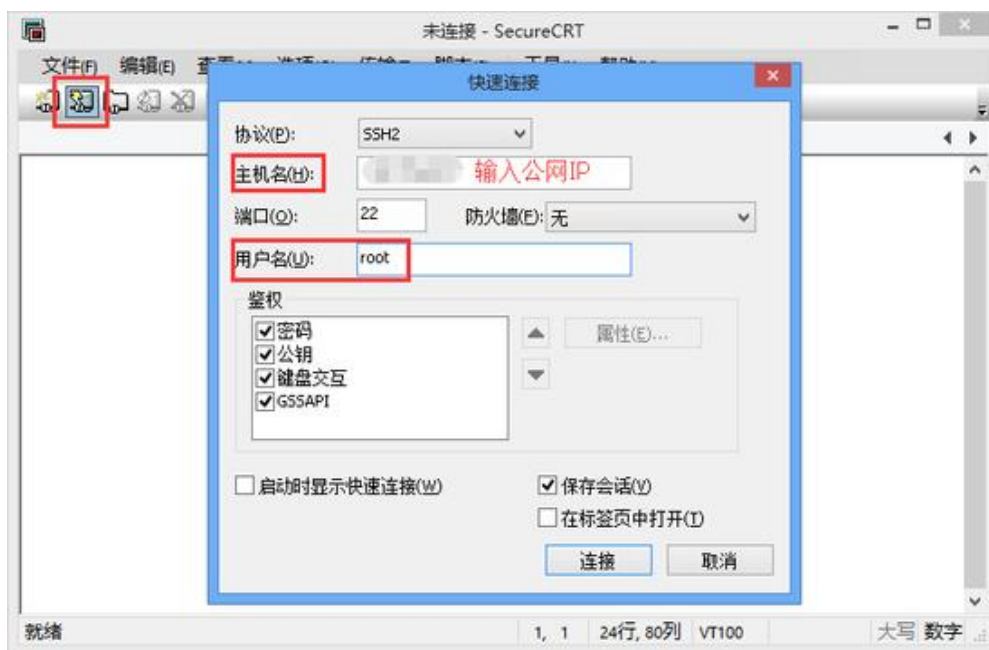 未连接 - SecureCRT
文件(F) 编辑(E)
快速连接
协议(P): SSH2
主机名(H): 输入公网IP
端口(O): 22 防火墙(F): 无
用户名(U): root
鉴权
密码
公钥
键盘交互
GSSAPI
属性(E)...
启动时显示快速连接(W) 保存会话(V)
在标签页中打开(T)
连接 取消
就绪 1, 1 24行, 80列 VT100 大写 数字